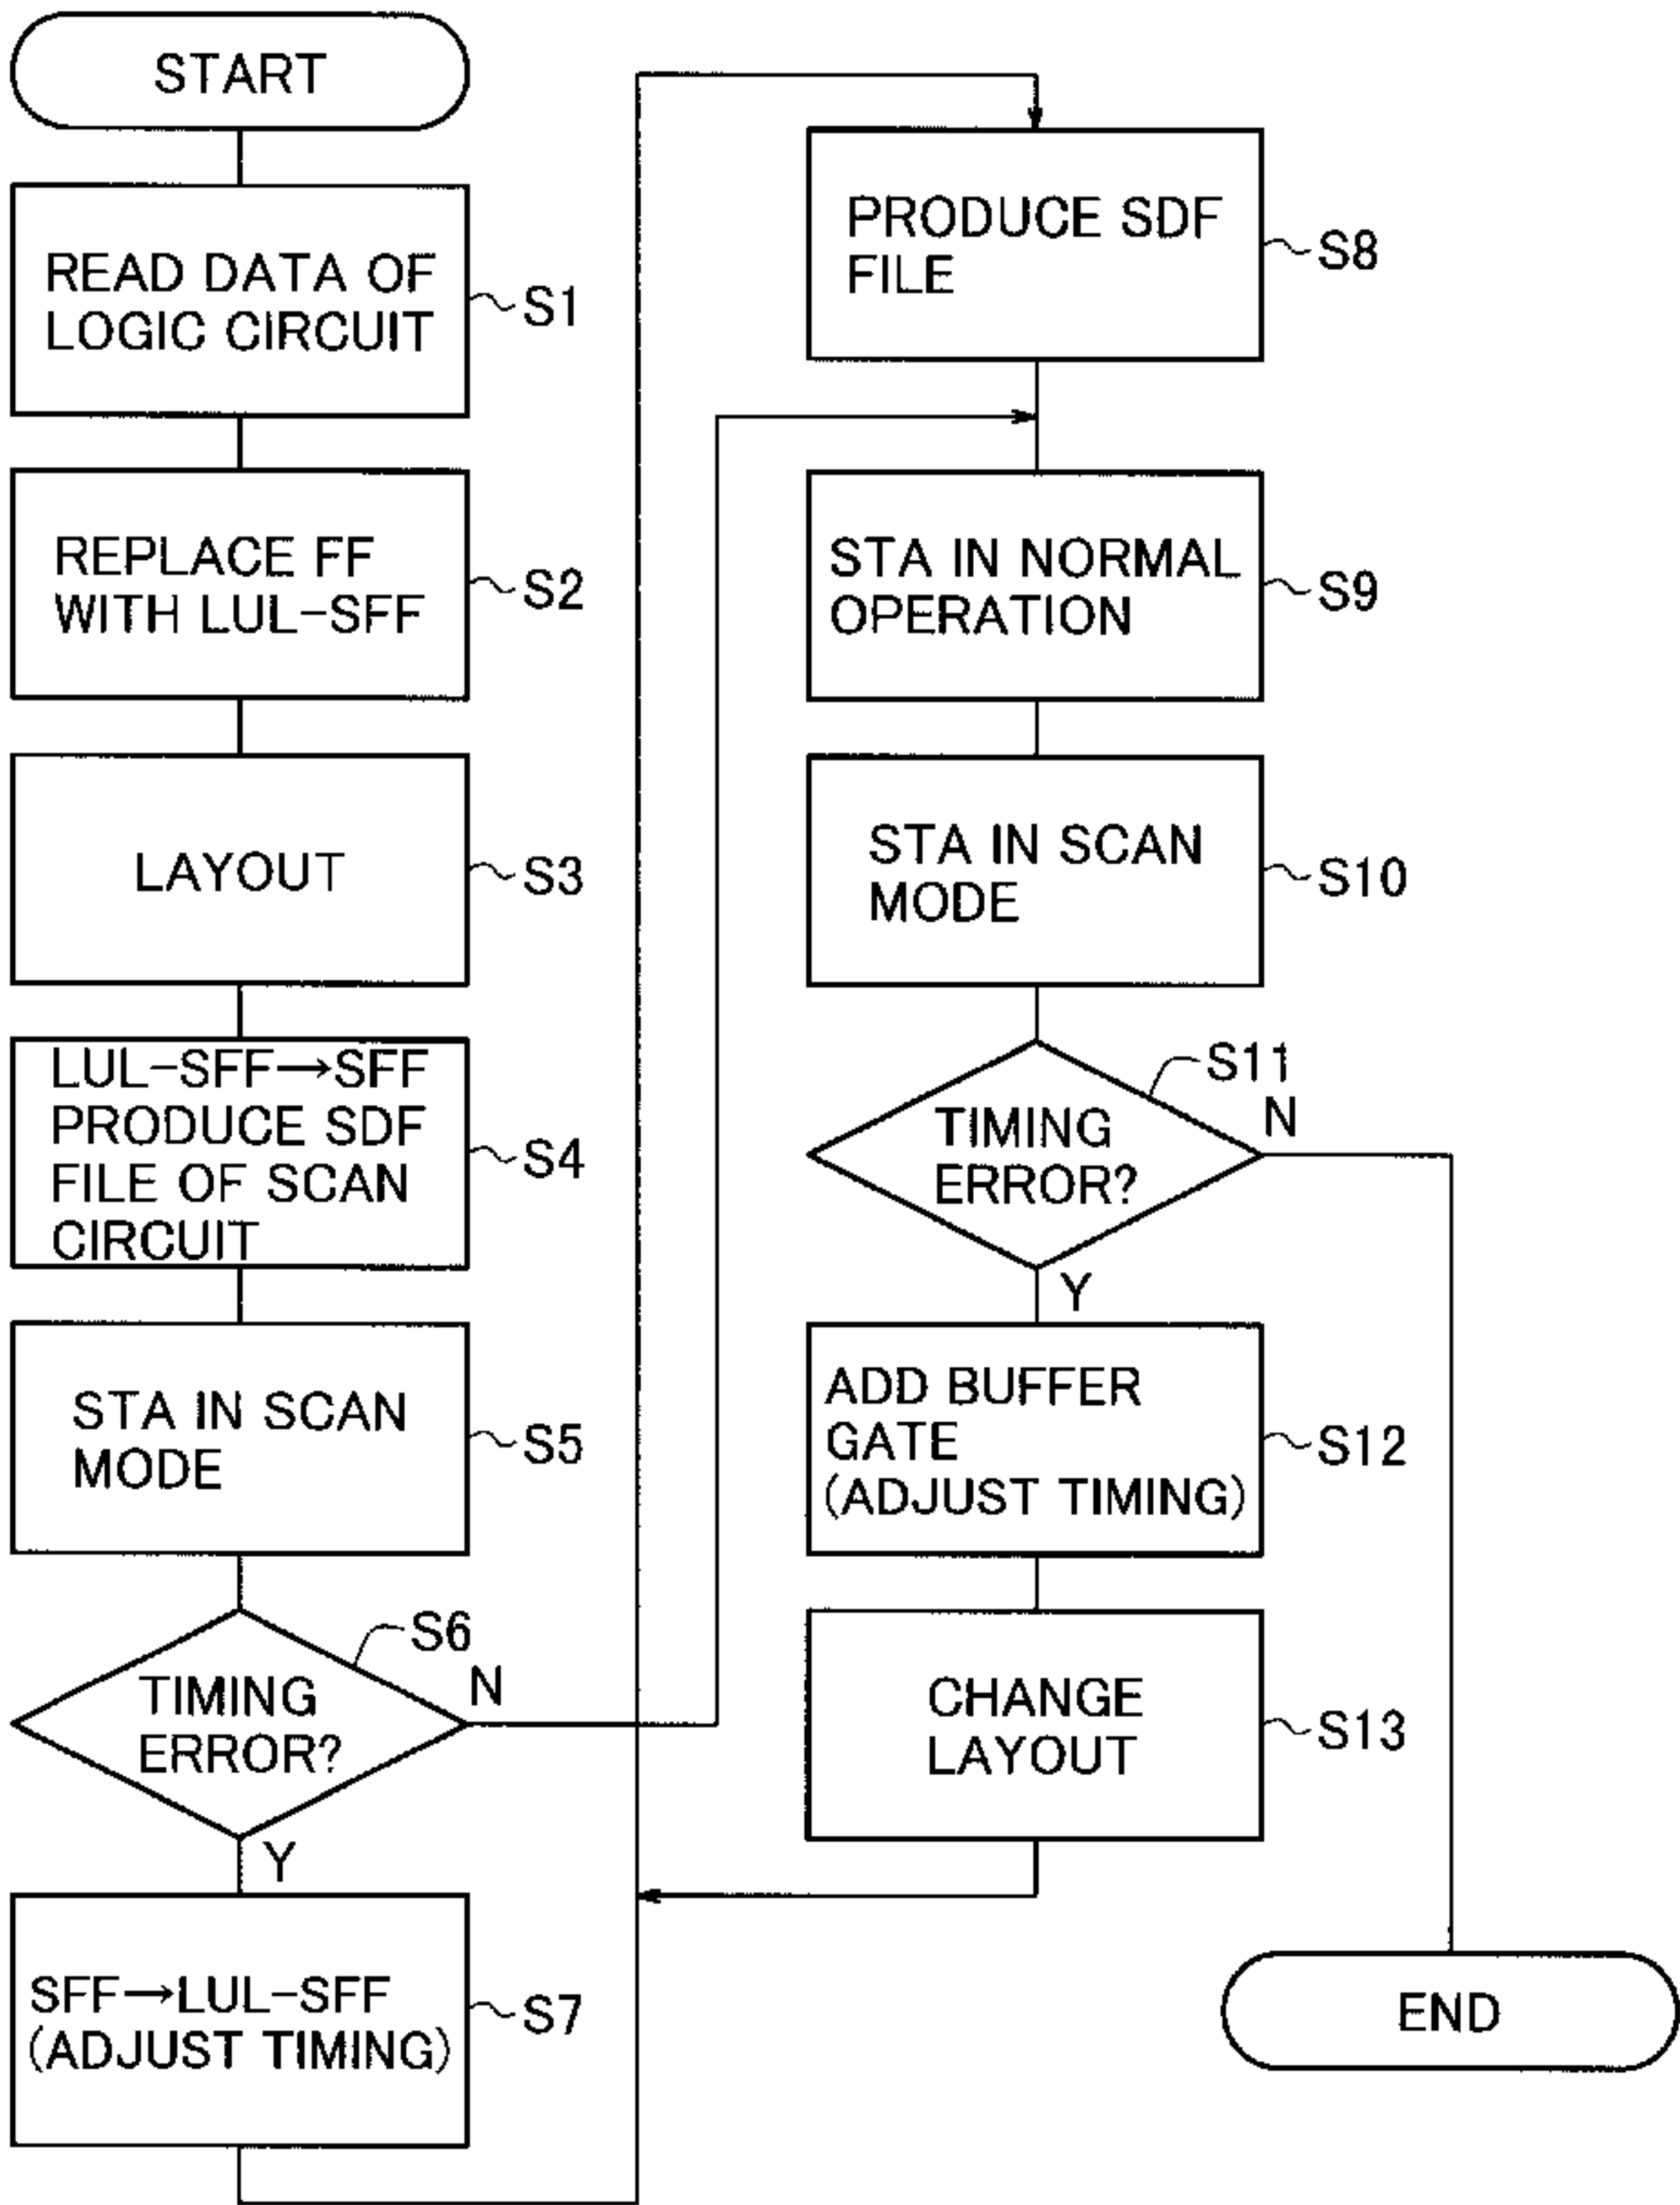 START
READ DATA OF
LOGIC CIRCUIT
S1
REPLACE FF
WITH LUL-SFF
S2
LAYOUT
S3
LUL-SFF→SFF
PRODUCE SDF
FILE OF SCAN
CIRCUIT
S4
STA IN SCAN
MODE
S5
S6
TIMING
ERROR?
N
Y
SFF→LUL-SFF
(ADJUST TIMING)
S7
PRODUCE SDF
FILE
S8
STA IN NORMAL
OPERATION
S9
STA IN SCAN
MODE
S10
S11
TIMING
ERROR?
N
Y
ADD BUFFER
GATE
(ADJUST TIMING)
S12
CHANGE
LAYOUT
S13
END